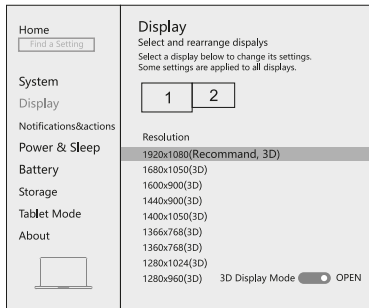 Home
Find a Setting
System
Display
Notifications&actions
Power & Sleep
Battery
Storage
Tablet Mode
About
Display
Select and rearrange dispalys
Select a display below to change its settings.
Some settings are applied to all displays.
1 2
Resolution
1920x1080(Recommand, 3D)
1680x1050(3D)
1600x900(3D)
1440x900(3D)
1400x1050(3D)
1366x768(3D)
1360x768(3D)
1280x1024(3D)
1280x960(3D) 3D Display Mode OPEN